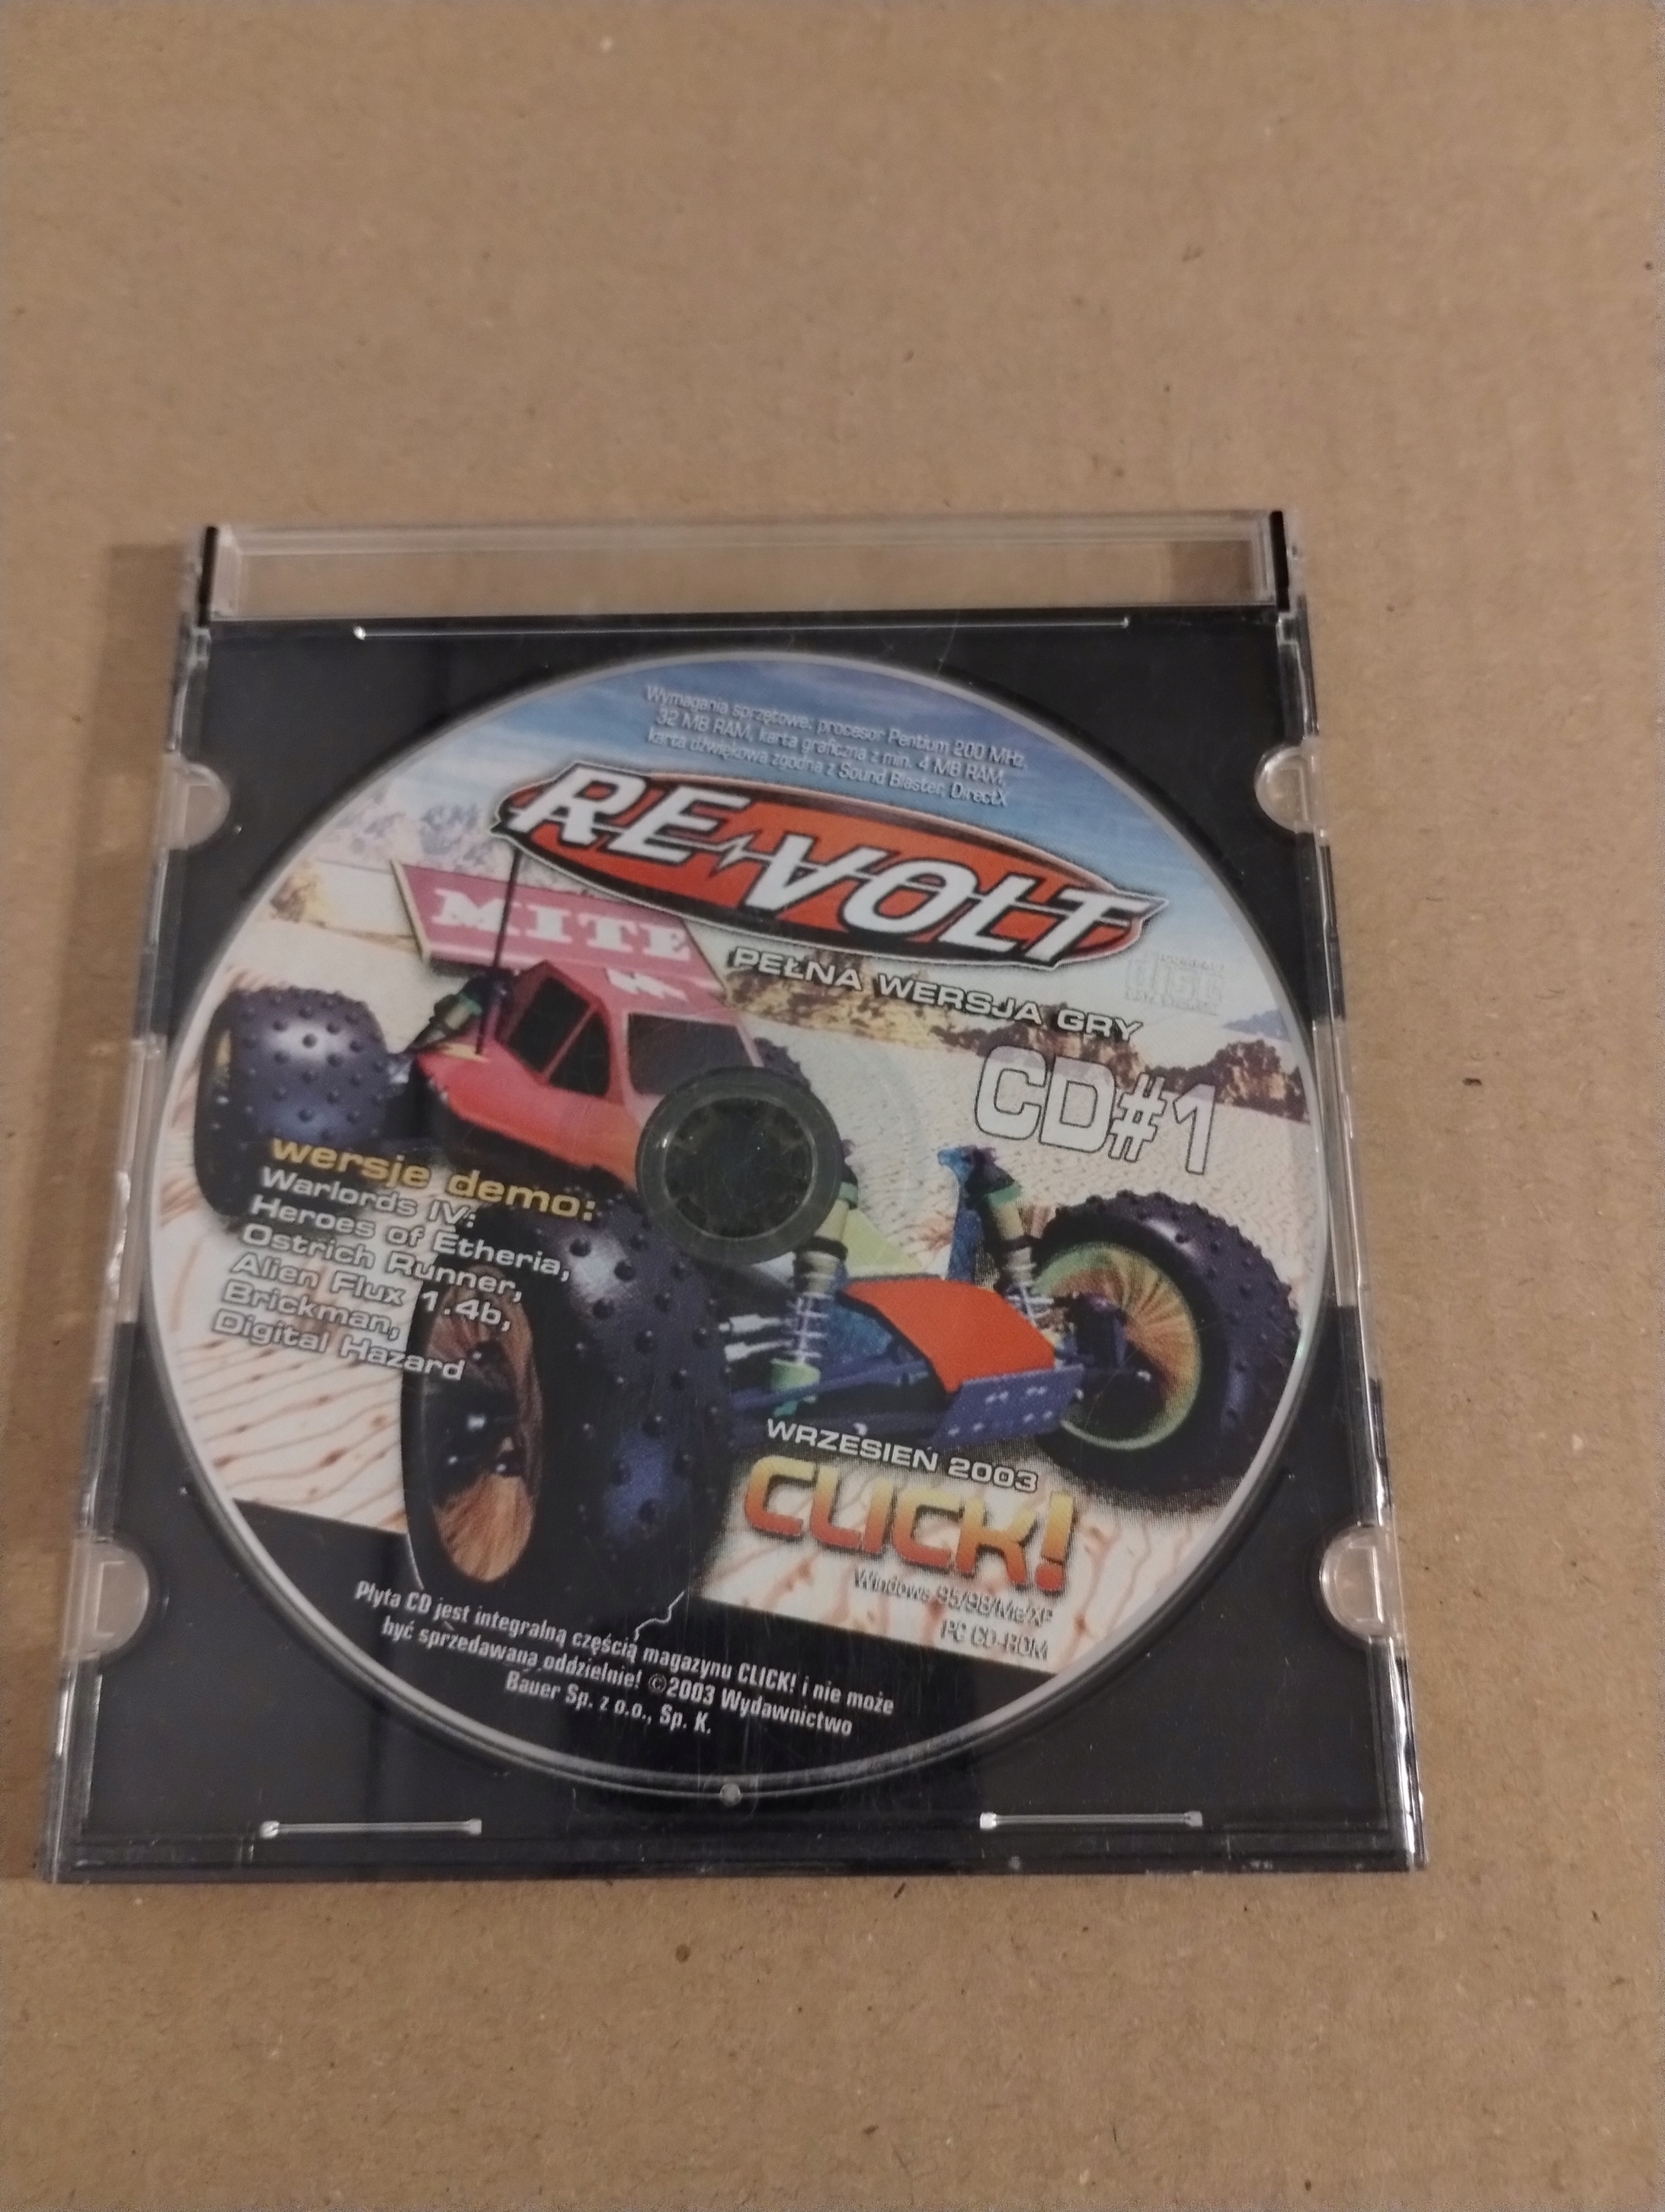 Wymagania sprzętowe: procesor Pentium 200 MHz,
32 MB RAM, karta graficzna z min. 4 MB RAM,
karta dźwiękowa zgodna z Sound Blaster, DirectX
RE-VOLT
MITE
PEŁNA WERSJA GRY
COMPACT
DISC
CD#1
wersje demo:
Warlords IV:
Heroes of Etheria,
Ostrich Runner,
Alien Flux 1.4b,
Brickman,
Digital Hazard
WRZESIEŃ 2003
CLICK!
Windows 95/98/Me/XP
PC CD-ROM
Płyta CD jest integralną częścią magazynu CLICK! i nie może
być sprzedawana oddzielnie! ©2003 Wydawnictwo
Bauer Sp. z o.o., Sp. K.